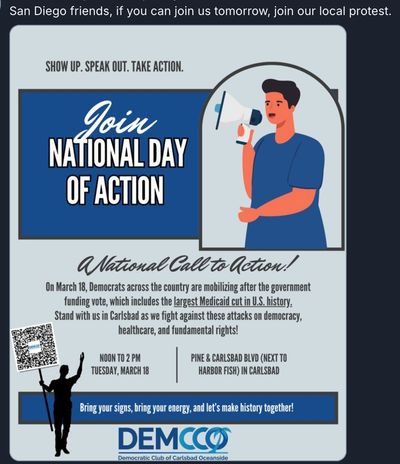 San Diego friends, if you can join us tomorrow, join our local protest.
SHOW UP. SPEAK OUT. TAKE ACTION.
Join
NATIONAL DAY
OF ACTION
A National Call to Action!
On March 18, Democrats across the country are mobilizing after the government
funding vote, which includes the largest Medicaid cut in U.S. history.
Stand with us in Carlsbad as we fight against these attacks on democracy,
healthcare, and fundamental rights!
NOON TO 2 PM
TUESDAY, MARCH 18
PINE & CARLSBAD BLVD (NEXT TO
HARBOR FISH) IN CARLSBAD
Bring your signs, bring your energy, and let's make history together!
DEMCCO
Democratic Club of Carlsbad Oceanside